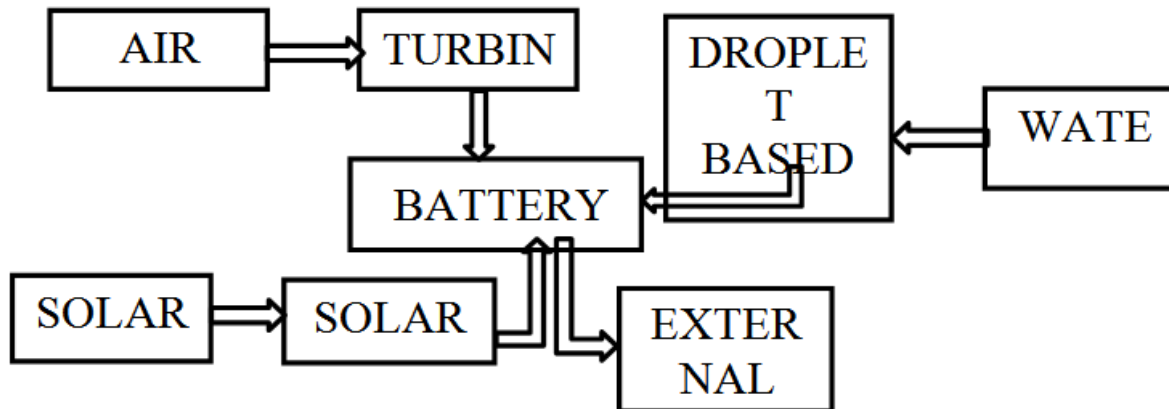 AIR
TURBIN
DROPLE
T
BASED
WATE
BATTERY
SOLAR
SOLAR
EXTER
NAL